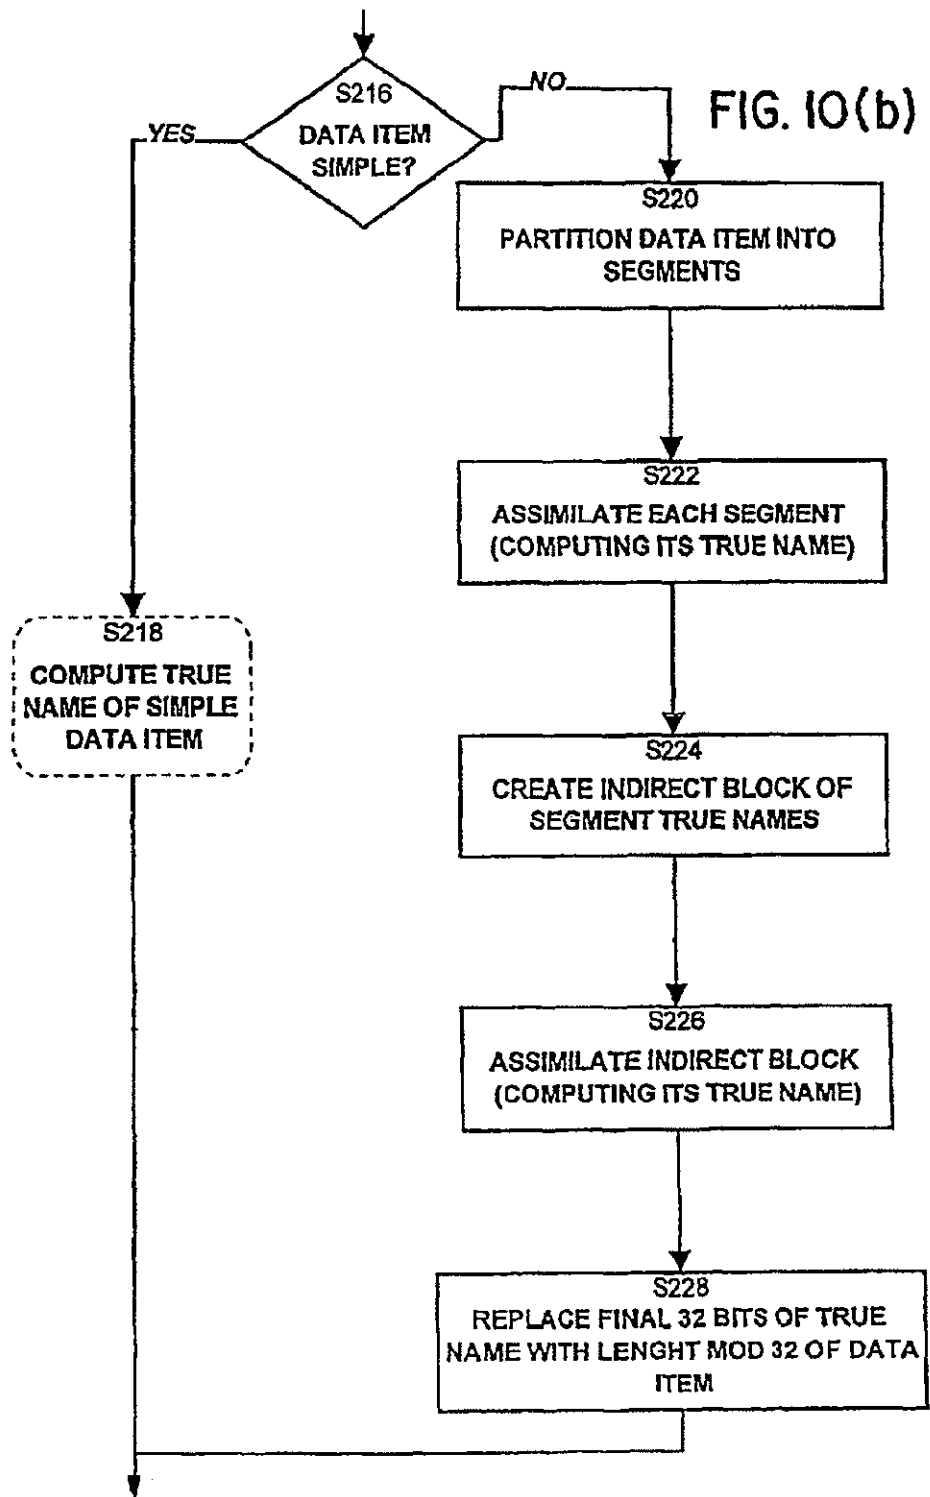 FIG. 10(b)
S216
DATA ITEM
SIMPLE?
YES
NO
S220
PARTITION DATA ITEM INTO
SEGMENTS
S222
ASSIMILATE EACH SEGMENT
(COMPUTING ITS TRUE NAME)
S218
COMPUTE TRUE
NAME OF SIMPLE
DATA ITEM
S224
CREATE INDIRECT BLOCK OF
SEGMENT TRUE NAMES
S226
ASSIMILATE INDIRECT BLOCK
(COMPUTING ITS TRUE NAME)
S228
REPLACE FINAL 32 BITS OF TRUE
NAME WITH LENGHT MOD 32 OF DATA
ITEM